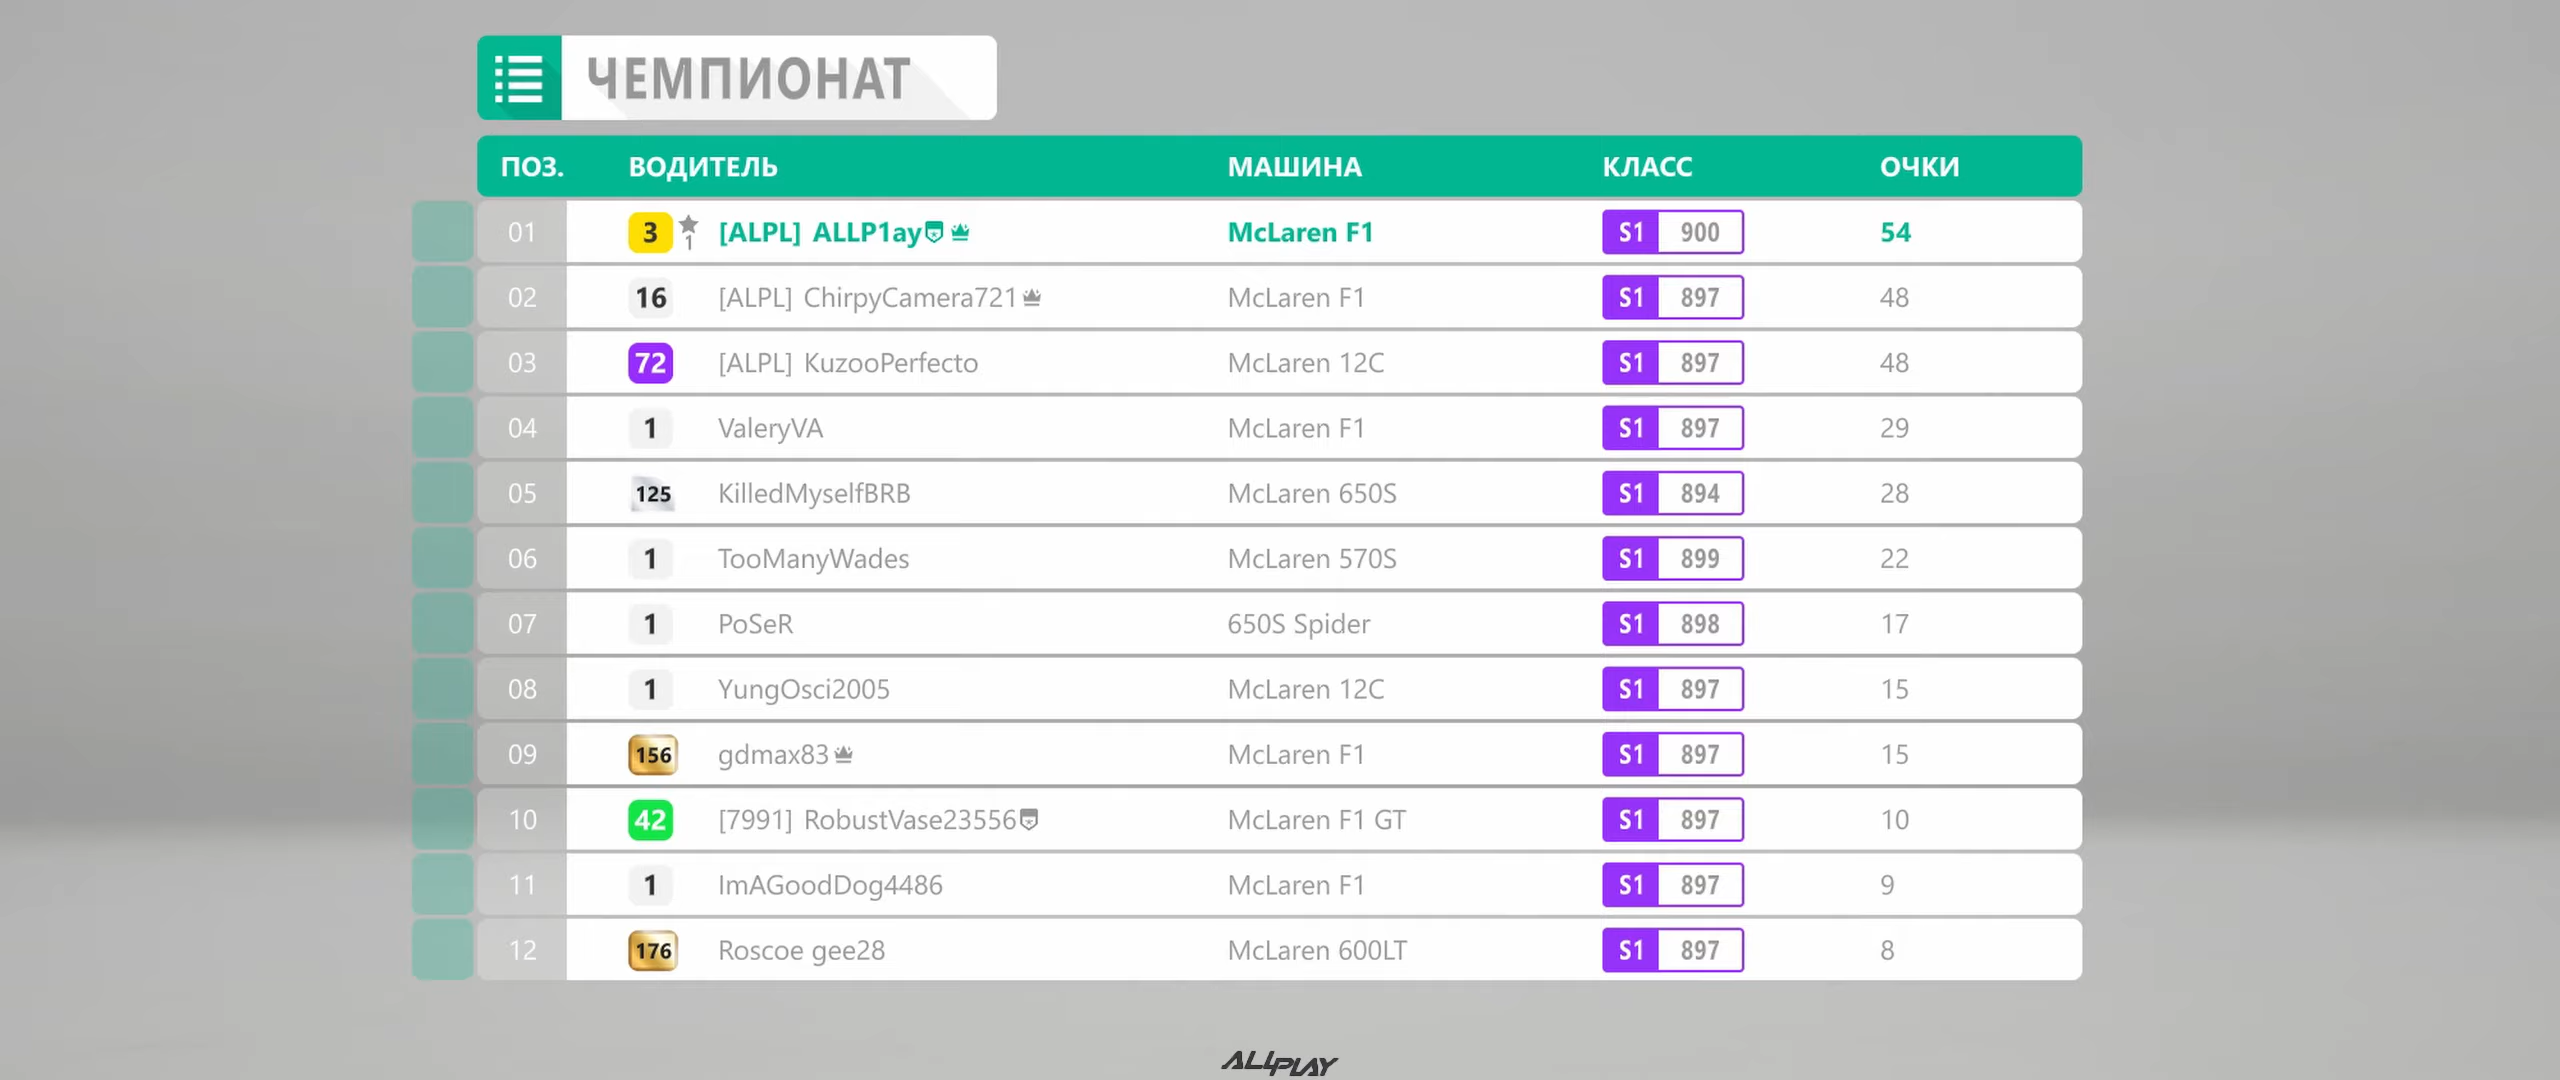 ЧЕМПИОНАТ
ПОЗ. ВОДИТЕЛЬ МАШИНА КЛАСС ОЧКИ
01 3 1 [ALPL] ALLP1ay McLaren F1 S1 900 54
02 16 [ALPL] ChirpyCamera721 McLaren F1 S1 897 48
03 72 [ALPL] KuzooPerfecto McLaren 12C S1 897 48
04 1 ValeryVA McLaren F1 S1 897 29
05 125 KilledMyselfBRB McLaren 650S S1 894 28
06 1 TooManyWades McLaren 570S S1 899 22
07 1 PoSeR 650S Spider S1 898 17
08 1 YungOsci2005 McLaren 12C S1 897 15
09 156 gdmax83 McLaren F1 S1 897 15
10 42 [7991] RobustVase23556 McLaren F1 GT S1 897 10
11 1 ImAGoodDog4486 McLaren F1 S1 897 9
12 176 Roscoe gee28 McLaren 600LT S1 897 8
ALLPLAY